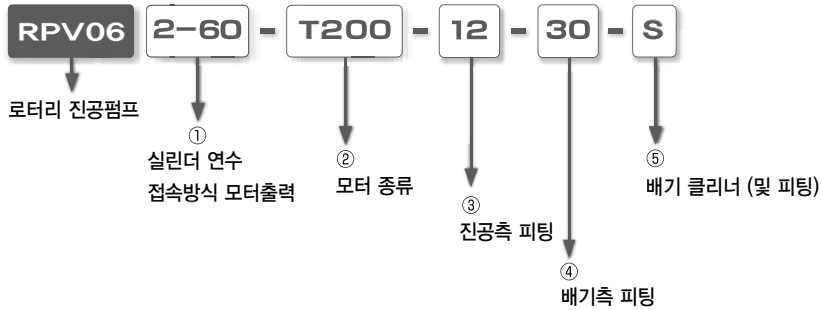 RPV06 2-60 - T200 - 12 - 30 - S
로터리 진공펌프
①
실린더 연수
접속방식 모터출력
②
모터 종류
③
진공측 피팅
④
배기측 피팅
⑤
배기 클리너 (및 피팅)